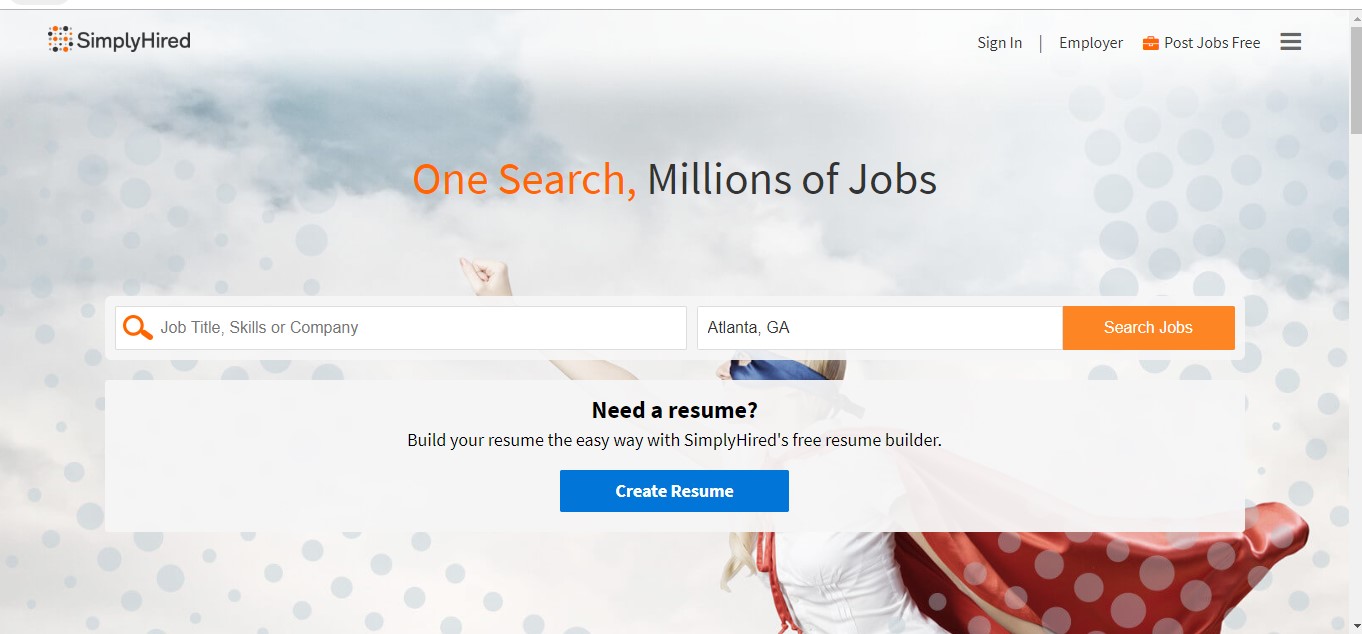 SimplyHired
Sign In | Employer Post Jobs Free
One Search, Millions of Jobs
Job Title, Skills or Company
Atlanta, GA
Search Jobs
Need a resume?
Build your resume the easy way with SimplyHired's free resume builder.
Create Resume